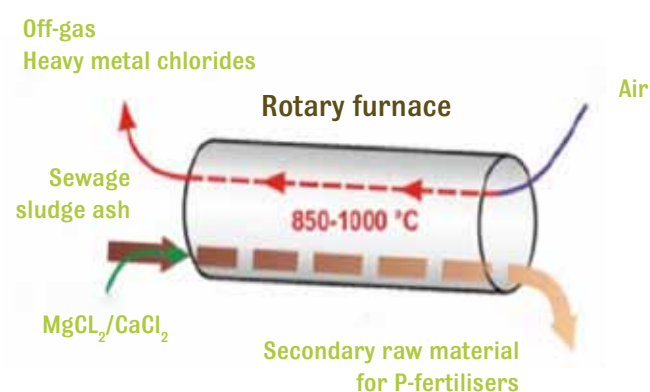 Off-gas
Heavy metal chlorides
Air
Rotary furnace
Sewage
sludge ash
850-1000 °C
MgCL₂/CaCl₂
Secondary raw material
for P-fertilisers